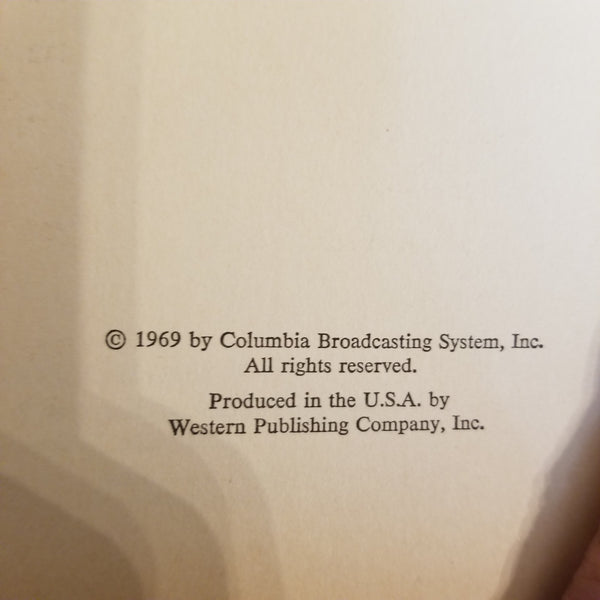 © 1969 by Columbia Broadcasting System, Inc.
All rights reserved.
Produced in the U.S.A. by
Western Publishing Company, Inc.